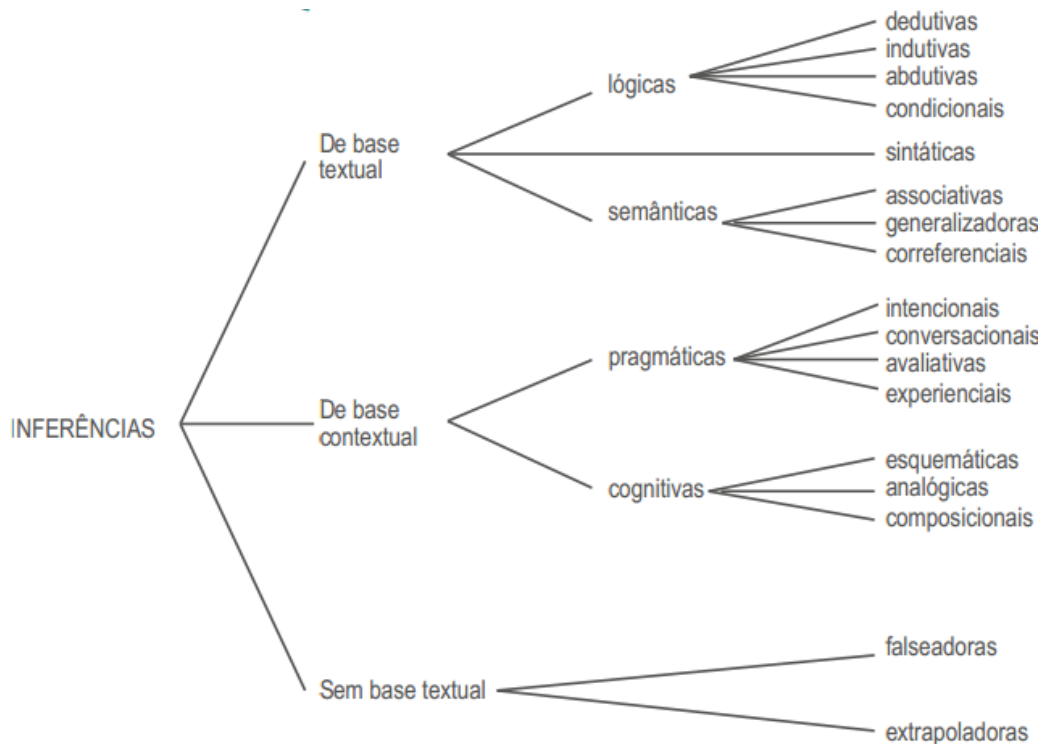 dedutivas
indutivas
lógicas
abdutivas
condicionais
De base
textual
sintáticas
semânticas
associativas
generalizadoras
correferenciais
intencionais
conversacionais
pragmáticas
avaliativas
experienciais
INFERÊNCIAS
De base
contextual
esquemáticas
cognitivas
analógicas
composicionais
falseadoras
Sem base textual
extrapoladoras